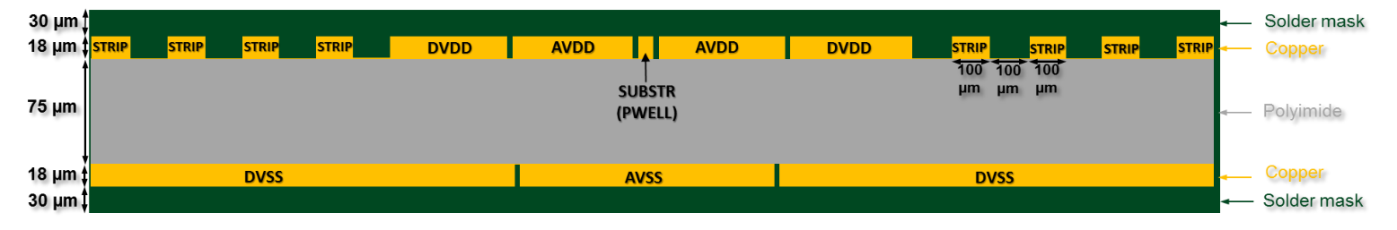 30 µm
Solder mask
18 µm
STRIP STRIP STRIP STRIP DVDD AVDD AVDD DVDD STRIP STRIP STRIP STRIP
Copper
100 µm
100 µm
100 µm
SUBSTR
(PWELL)
75 µm
Polyimide
18 µm
DVSS AVSS DVSS
Copper
30 µm
Solder mask